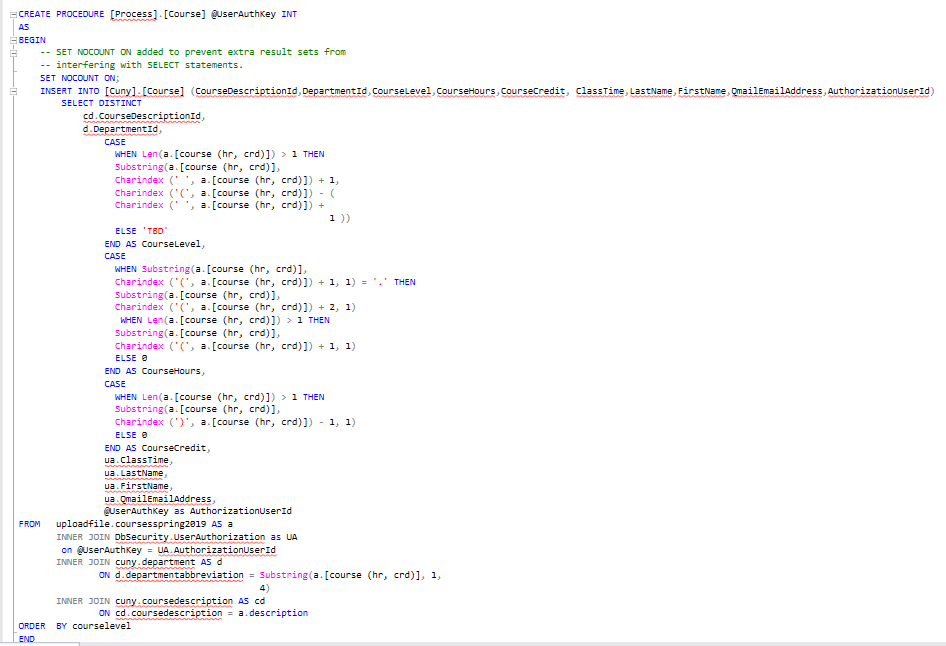 CREATE PROCEDURE [Process].[Course] @UserAuthKey INT
AS
BEGIN
-- SET NOCOUNT ON added to prevent extra result sets from
-- interfering with SELECT statements.
SET NOCOUNT ON;
INSERT INTO [Cuny].[Course] (CourseDescriptionId,DepartmentId,CourseLevel,CourseHours,CourseCredit, ClassTime,LastName,FirstName,QmailEmailAddress,AuthorizationUserId)
SELECT DISTINCT
cd.CourseDescriptionId,
d.DepartmentId,
CASE
WHEN Len(a.[course (hr, crd)]) > 1 THEN
Substring(a.[course (hr, crd)],
Charindex (' ', a.[course (hr, crd)]) + 1,
Charindex ('(', a.[course (hr, crd)]) - (
Charindex (' ', a.[course (hr, crd)]) +
1 ))
ELSE 'TBD'
END AS CourseLevel,
CASE
WHEN Substring(a.[course (hr, crd)],
Charindex ('(', a.[course (hr, crd)]) + 1, 1) = '.' THEN
Substring(a.[course (hr, crd)],
Charindex ('(', a.[course (hr, crd)]) + 2, 1)
WHEN Len(a.[course (hr, crd)]) > 1 THEN
Substring(a.[course (hr, crd)],
Charindex ('(', a.[course (hr, crd)]) + 1, 1)
ELSE 0
END AS CourseHours,
CASE
WHEN Len(a.[course (hr, crd)]) > 1 THEN
Substring(a.[course (hr, crd)],
Charindex (')', a.[course (hr, crd)]) - 1, 1)
ELSE 0
END AS CourseCredit,
ua.ClassTime,
ua.LastName,
ua.FirstName,
ua.QmailEmailAddress,
@UserAuthKey as AuthorizationUserId
FROM uploadfile.coursesspring2019 AS a
INNER JOIN DbSecurity.UserAuthorization as UA
on @UserAuthKey = UA.AuthorizationUserId
INNER JOIN cuny.department AS d
ON d.departmentabbreviation = Substring(a.[course (hr, crd)], 1,
4)
INNER JOIN cuny.coursedescription AS cd
ON cd.coursedescription = a.description
ORDER BY courselevel
END